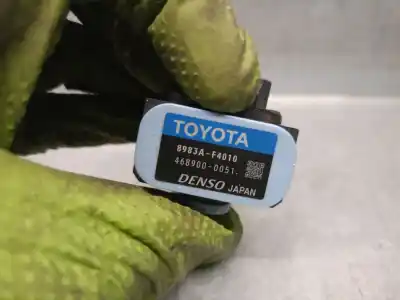 TOYOTA
8983A-F4010
468900-0051.
DENSO JAPAN